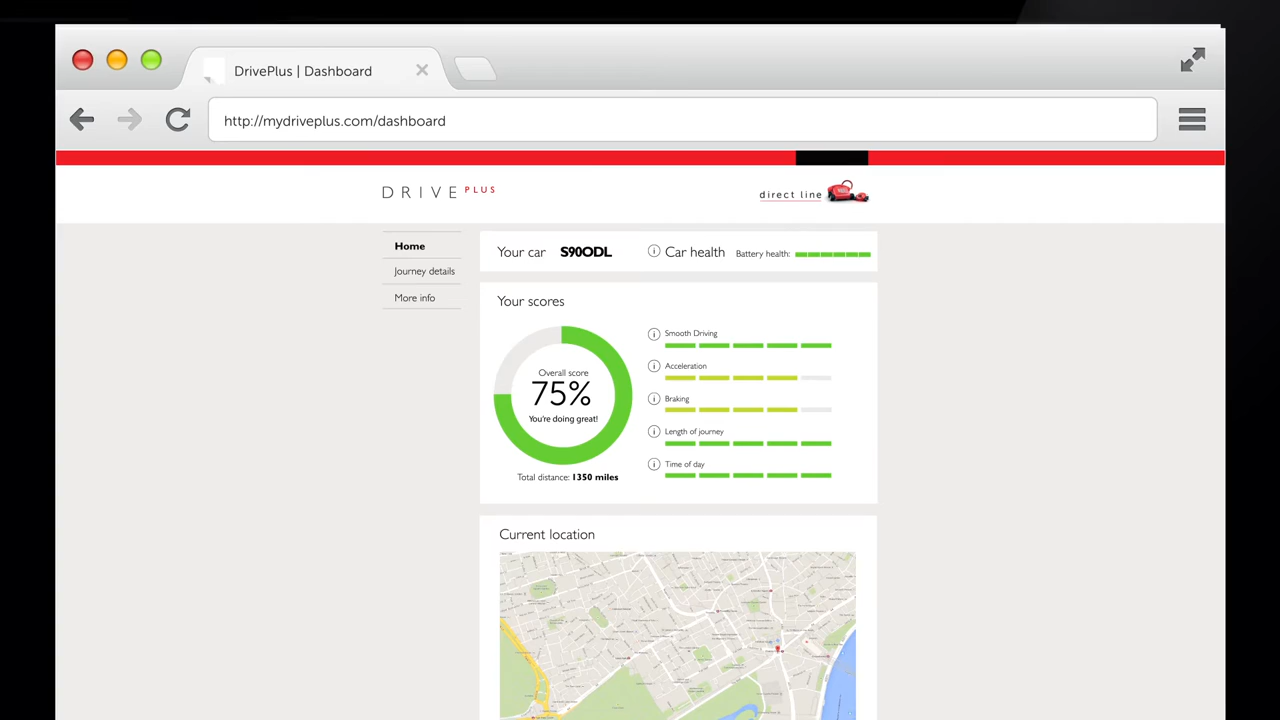 DrivePlus | Dashboard
http://mydriveplus.com/dashboard
DRIVE PLUS
direct line
Home
Journey details
More info
Your car S90ODL
Car health Battery health:
Your scores
Overall score
75%
You're doing great!
Total distance: 1350 miles
Smooth Driving
Acceleration
Braking
Length of journey
Time of day
Current location